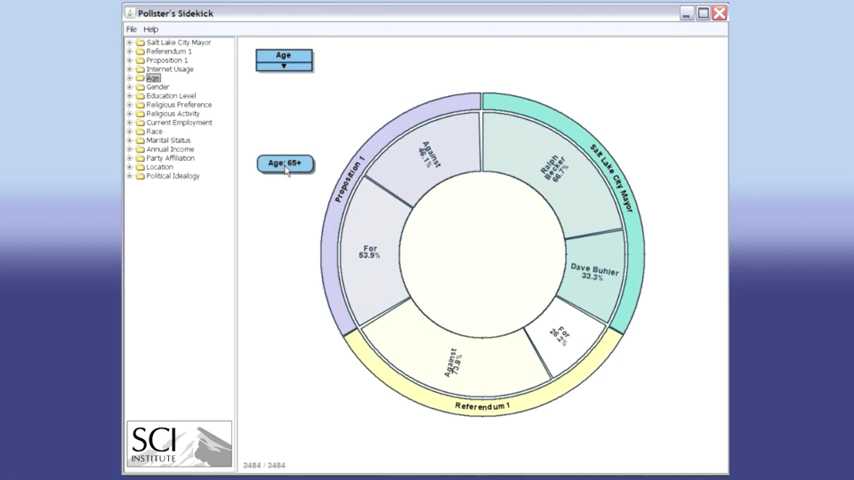 Pollster's Sidekick
File Help
Salt Lake City Mayor
Referendum 1
Proposition 1
Internet Usage
Age
Gender
Education Level
Religious Preference
Religious Activity
Current Employment
Race
Marital Status
Annual Income
Party Affiliation
Location
Political Idealogy
Age
Age: 65+
Proposition 1
Against
46.1%
For
53.9%
Salt Lake City Mayor
Ralph
Becker
66.7%
Dave Buhler
33.3%
Referendum 1
For
26.2%
Against
73.8%
SCI
INSTITUTE
3484 / 3484